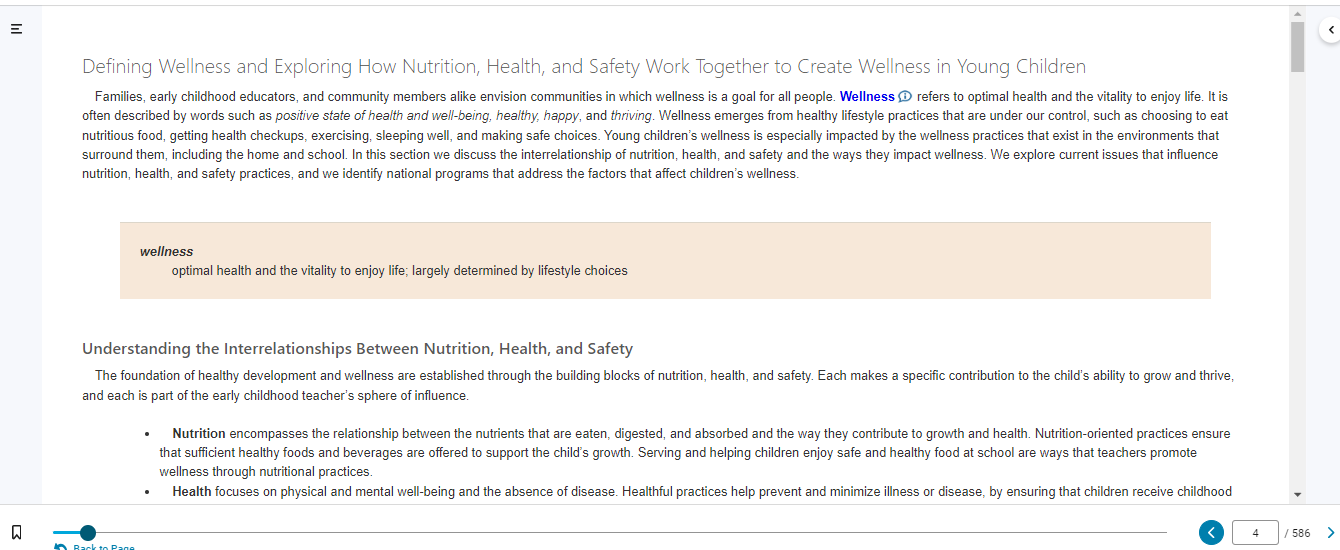 Defining Wellness and Exploring How Nutrition, Health, and Safety Work Together to Create Wellness in Young Children
Families, early childhood educators, and community members alike envision communities in which wellness is a goal for all people. Wellness refers to optimal health and the vitality to enjoy life. It is
often described by words such as positive state of health and well-being, healthy, happy, and thriving. Wellness emerges from healthy lifestyle practices that are under our control, such as choosing to eat
nutritious food, getting health checkups, exercising, sleeping well, and making safe choices. Young children's wellness is especially impacted by the wellness practices that exist in the environments that
surround them, including the home and school. In this section we discuss the interrelationship of nutrition, health, and safety and the ways they impact wellness. We explore current issues that influence
nutrition, health, and safety practices, and we identify national programs that address the factors that affect children's wellness.
wellness
optimal health and the vitality to enjoy life; largely determined by lifestyle choices
Understanding the Interrelationships Between Nutrition, Health, and Safety
The foundation of healthy development and wellness are established through the building blocks of nutrition, health, and safety. Each makes a specific contribution to the child's ability to grow and thrive,
and each is part of the early childhood teacher's sphere of influence.
• Nutrition encompasses the relationship between the nutrients that are eaten, digested, and absorbed and the way they contribute to growth and health. Nutrition-oriented practices ensure
that sufficient healthy foods and beverages are offered to support the child's growth. Serving and helping children enjoy safe and healthy food at school are ways that teachers promote
wellness through nutritional practices.
• Health focuses on physical and mental well-being and the absence of disease. Healthful practices help prevent and minimize illness or disease, by ensuring that children receive childhood
4 / 586
Back to Page